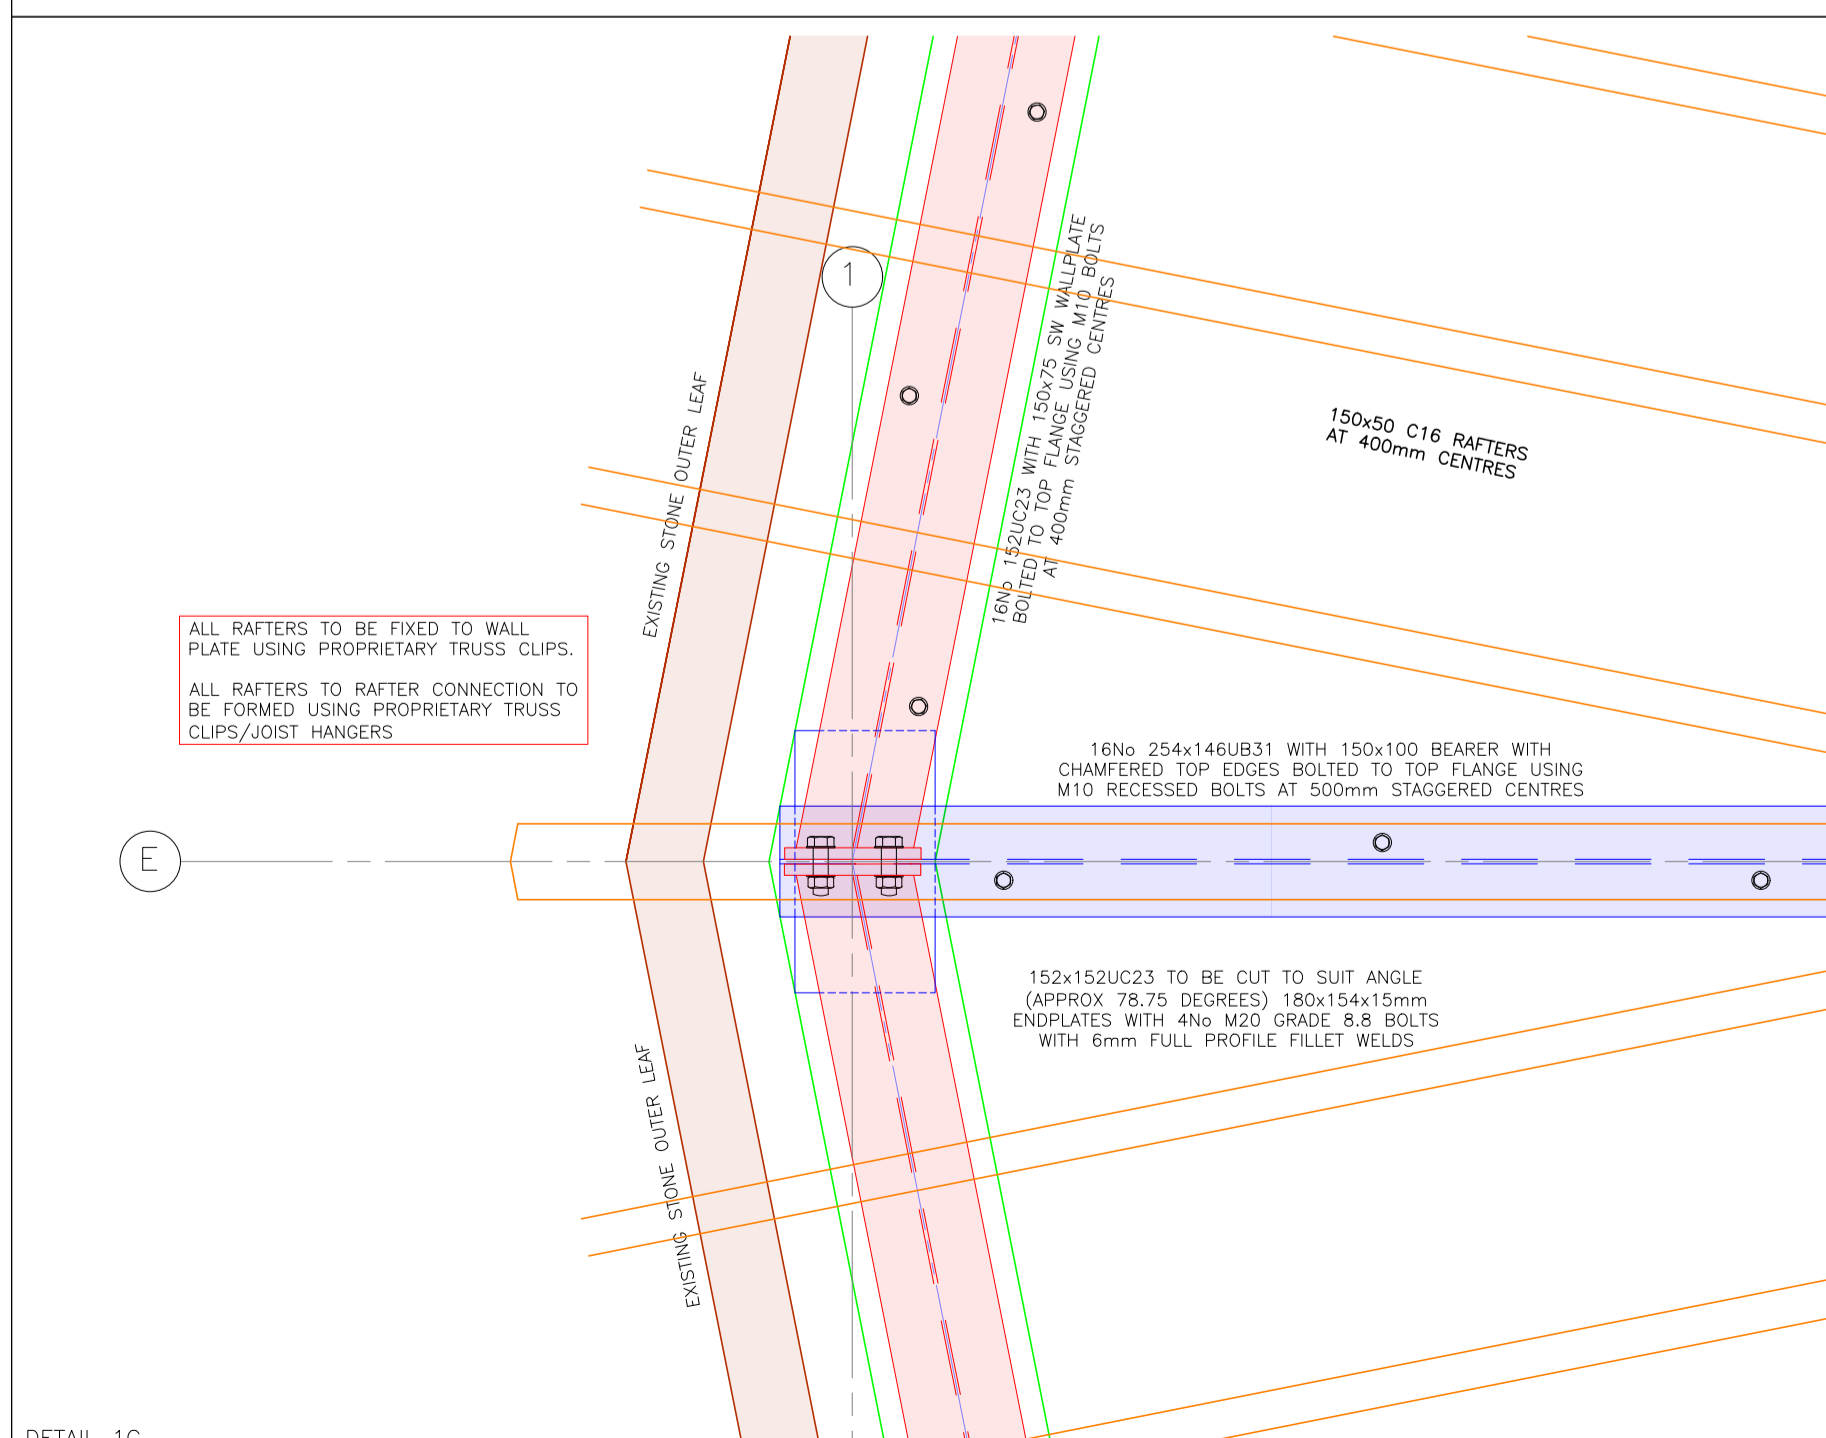 1
EXISTING STONE OUTER LEAF
16No 152UC23 WITH 150x75 SW WALLPLATE
BOLTED TO TOP FLANGE USING M10 BOLTS
AT 400mm STAGGERED CENTRES
150x50 C16 RAFTERS
AT 400mm CENTRES
ALL RAFTERS TO BE FIXED TO WALL
PLATE USING PROPRIETARY TRUSS CLIPS.
ALL RAFTERS TO RAFTER CONNECTION TO
BE FORMED USING PROPRIETARY TRUSS
CLIPS/JOIST HANGERS
16No 254x146UB31 WITH 150x100 BEARER WITH
CHAMFERED TOP EDGES BOLTED TO TOP FLANGE USING
M10 RECESSED BOLTS AT 500mm STAGGERED CENTRES
E
152x152UC23 TO BE CUT TO SUIT ANGLE
(APPROX 78.75 DEGREES) 180x154x15mm
ENDPLATES WITH 4No M20 GRADE 8.8 BOLTS
WITH 6mm FULL PROFILE FILLET WELDS
EXISTING STONE OUTER LEAF
DETAIL